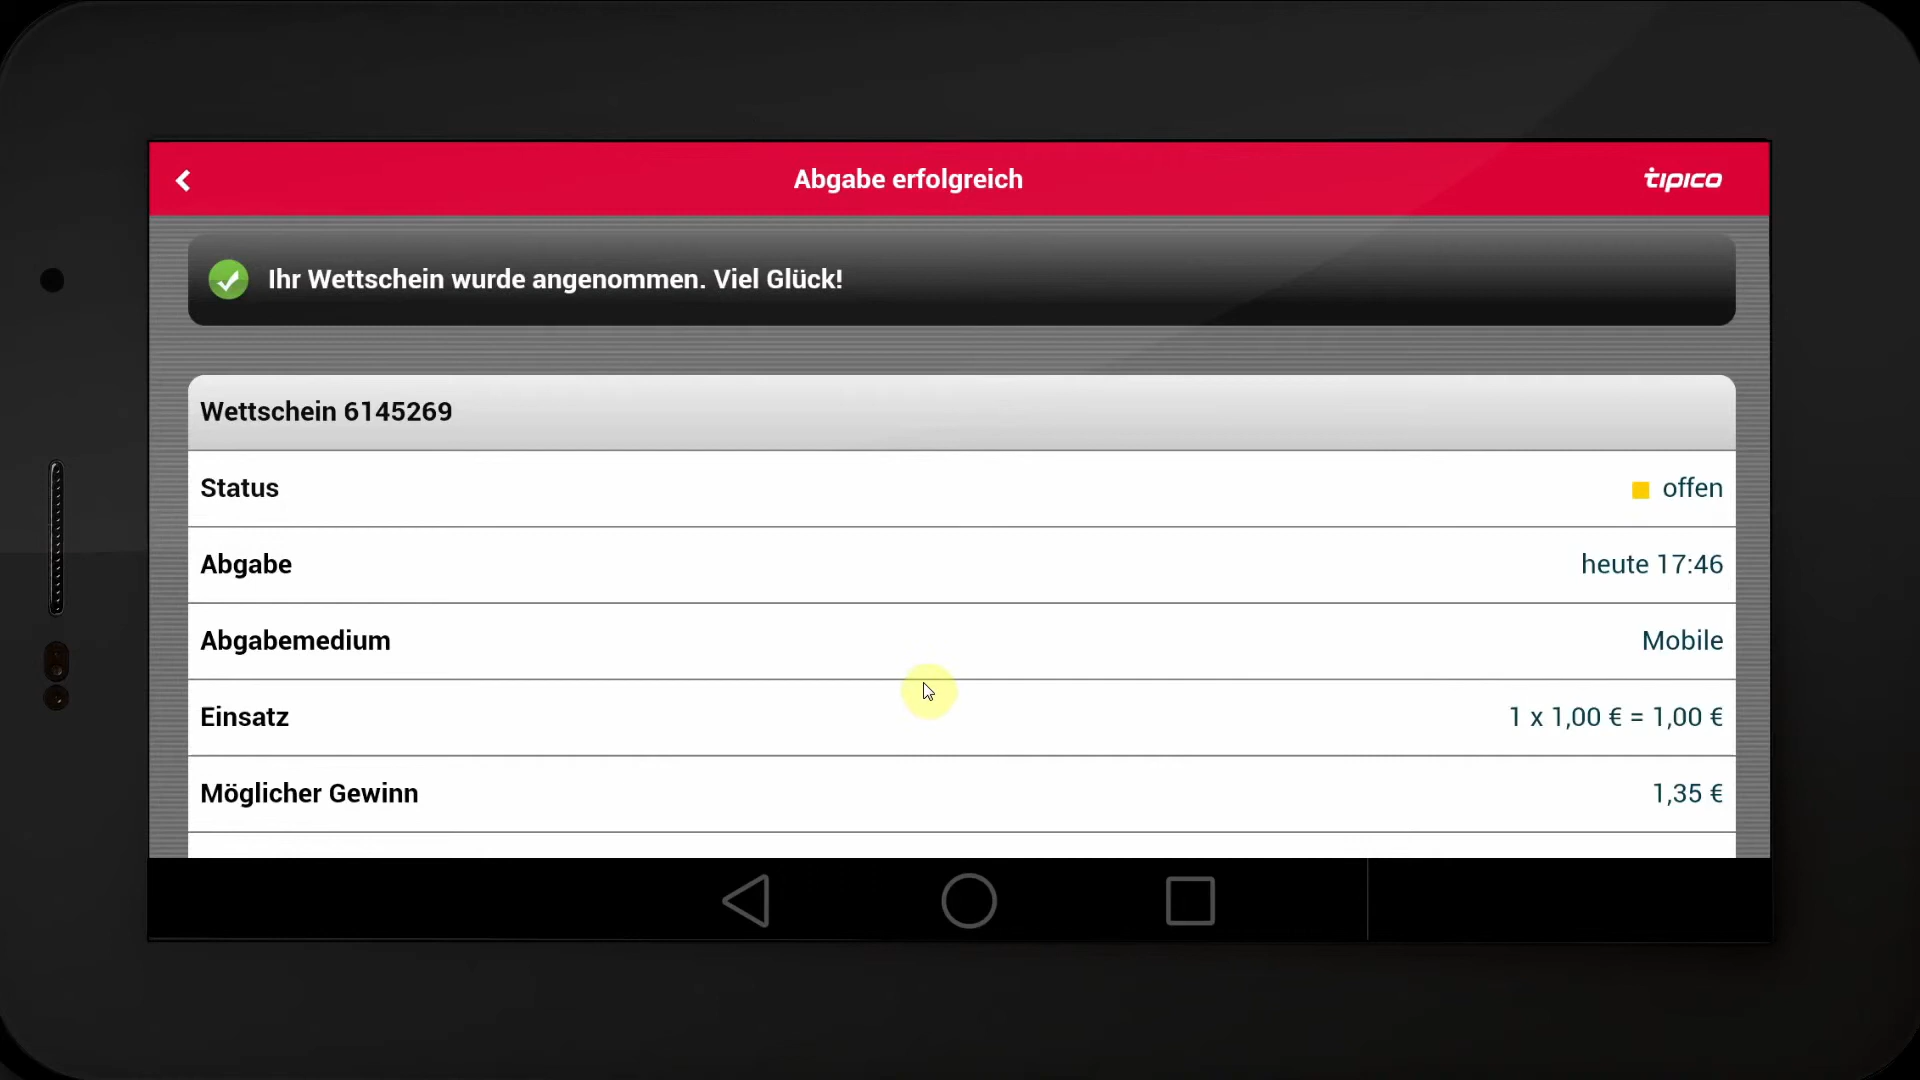 Abgabe erfolgreich
tipico
Ihr Wettschein wurde angenommen. Viel Glück!
Wettschein 6145269
Status
offen
Abgabe
heute 17:46
Abgabemedium
Mobile
Einsatz
1 x 1,00 € = 1,00 €
Möglicher Gewinn
1,35 €